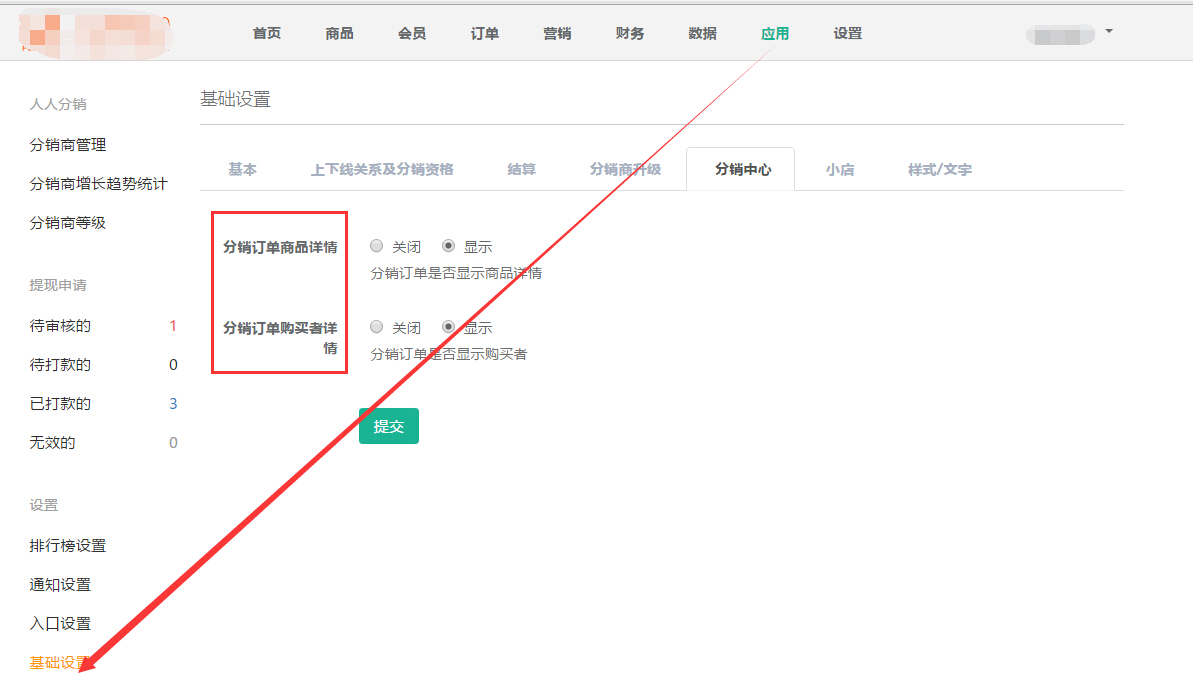 首页 商品 会员 订单 营销 财务 数据 应用 设置
人人分销
分销商管理
分销商增长趋势统计
分销商等级
提现申请
待审核的 1
待打款的 0
已打款的 3
无效的 0
设置
排行榜设置
通知设置
入口设置
基础设置
基础设置
基本 上下线关系及分销资格 结算 分销商升级 分销中心 小店 样式/文字
分销订单商品详情 关闭 显示
分销订单是否显示商品详情
分销订单购买者详
情
关闭 显示
分销订单是否显示购买者
提交